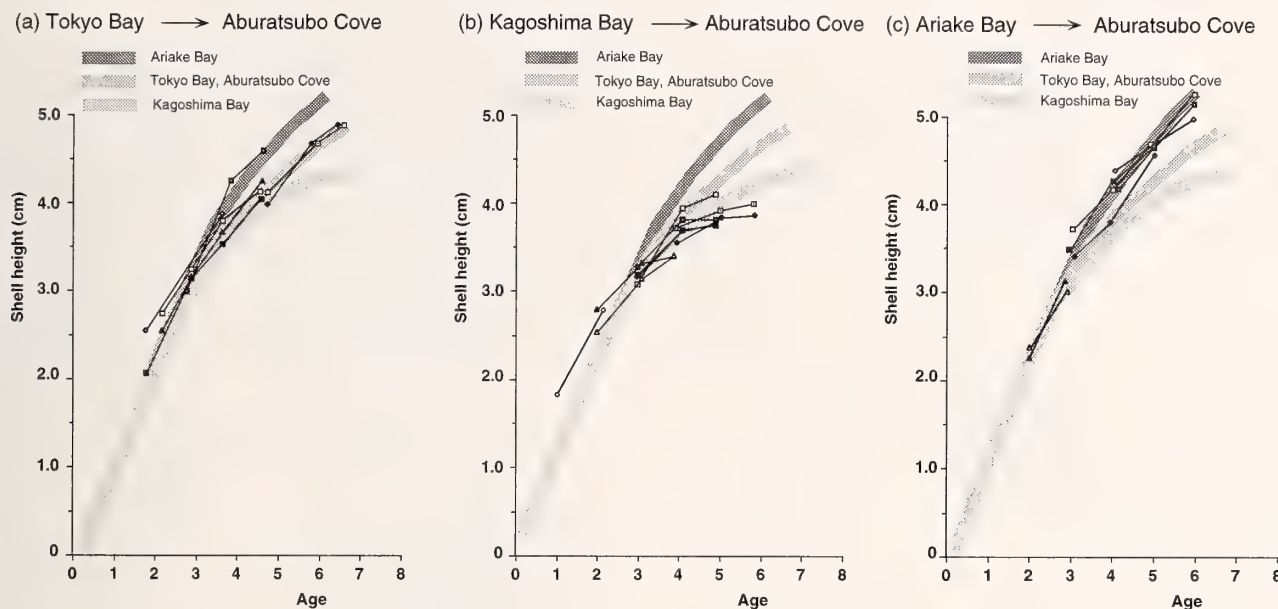 (a) Tokyo Bay → Aburatsubo Cove
Ariake Bay
Tokyo Bay, Aburatsubo Cove
Kagoshima Bay
5.0
4.0
3.0
2.0
1.0
0
Shell height (cm)
0 1 2 3 4 5 6 7 8
Age
(b) Kagoshima Bay → Aburatsubo Cove
Ariake Bay
Tokyo Bay, Aburatsubo Cove
Kagoshima Bay
5.0
4.0
3.0
2.0
1.0
0
Shell height (cm)
0 1 2 3 4 5 6 7 8
Age
(c) Ariake Bay → Aburatsubo Cove
Ariake Bay
Tokyo Bay, Aburatsubo Cove
Kagoshima Bay
5.0
4.0
3.0
2.0
1.0
0
Shell height (cm)
0 1 2 3 4 5 6 7 8
Age